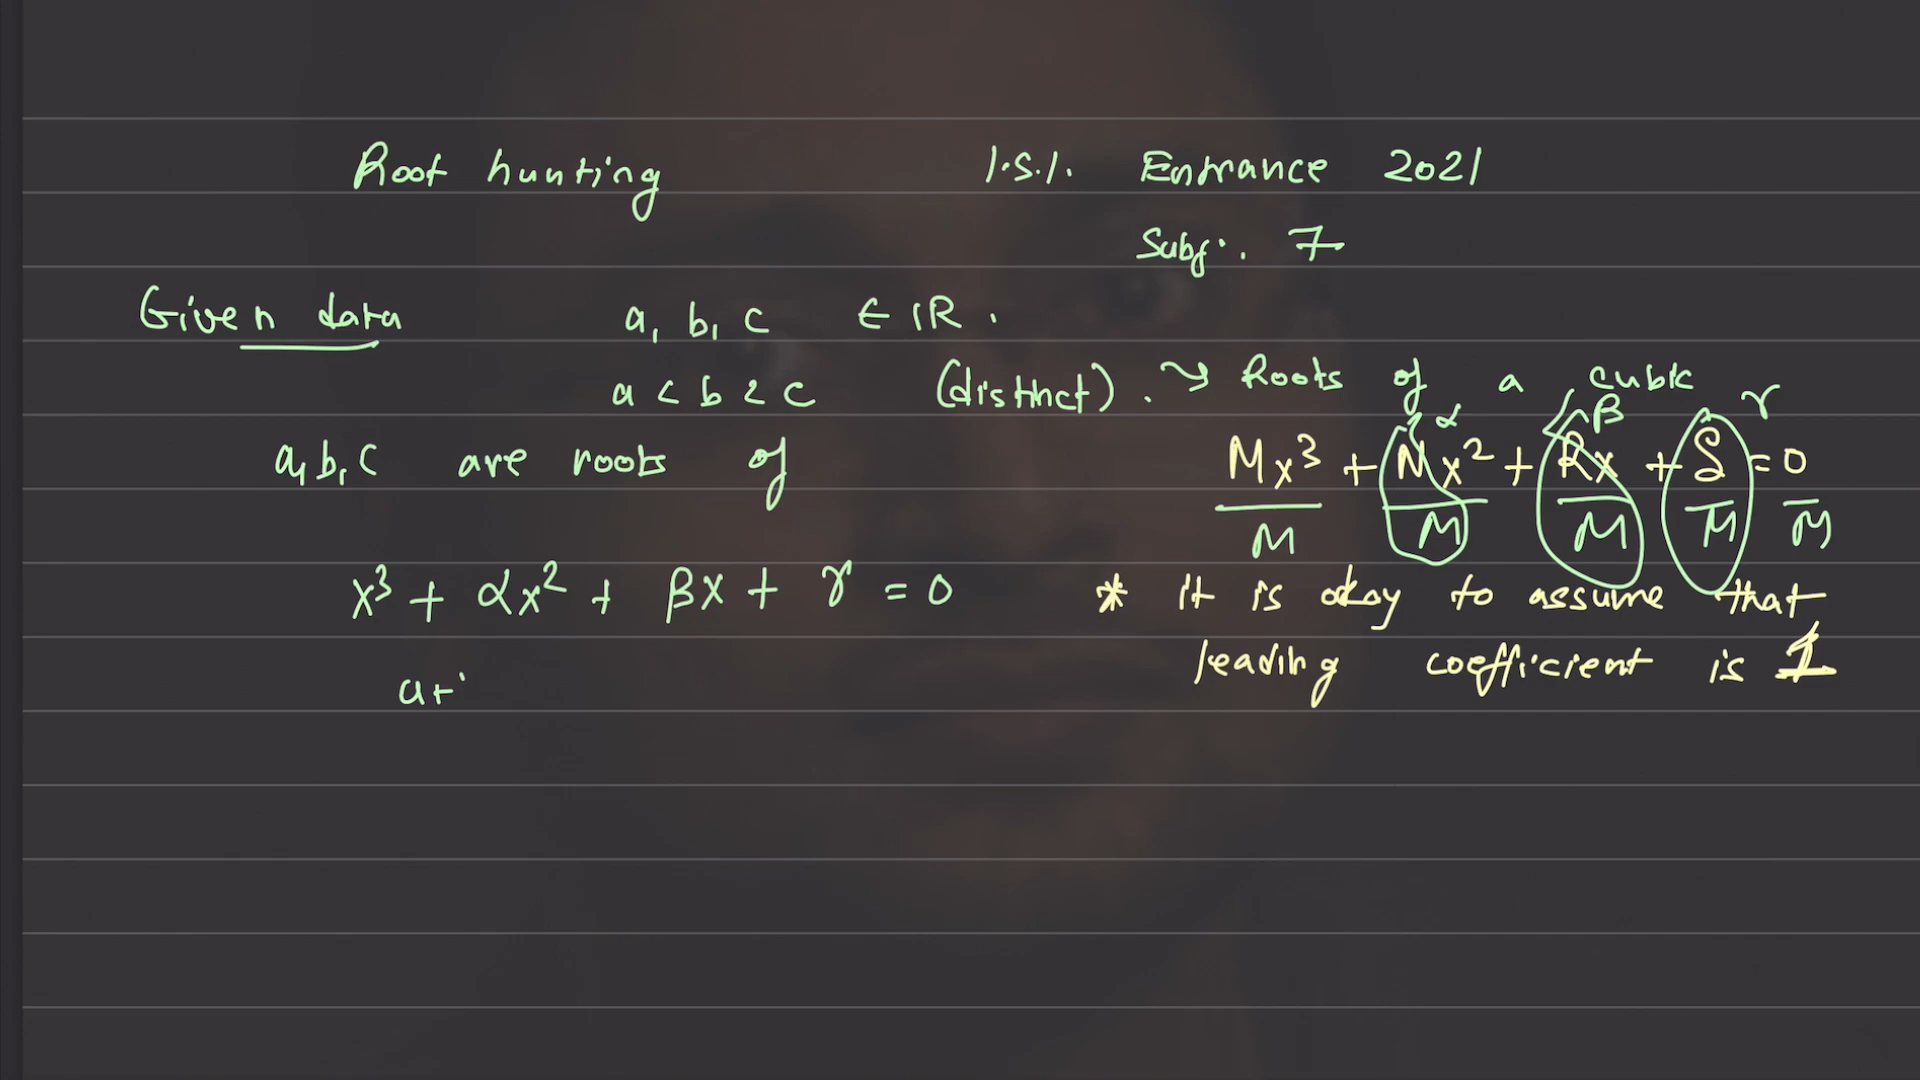 Root hunting
I.S.I. Entrance 2021
Subj. 7
Given data a, b, c ∈ IR.
a < b < c (distinct). → Roots of a cubic
α β γ
a, b, c are roots of
Mx³ + Nx² + Rx + S = 0
M M M M M
x³ + αx² + βx + γ = 0
* it is okay to assume that
leading coefficient is 1
a+